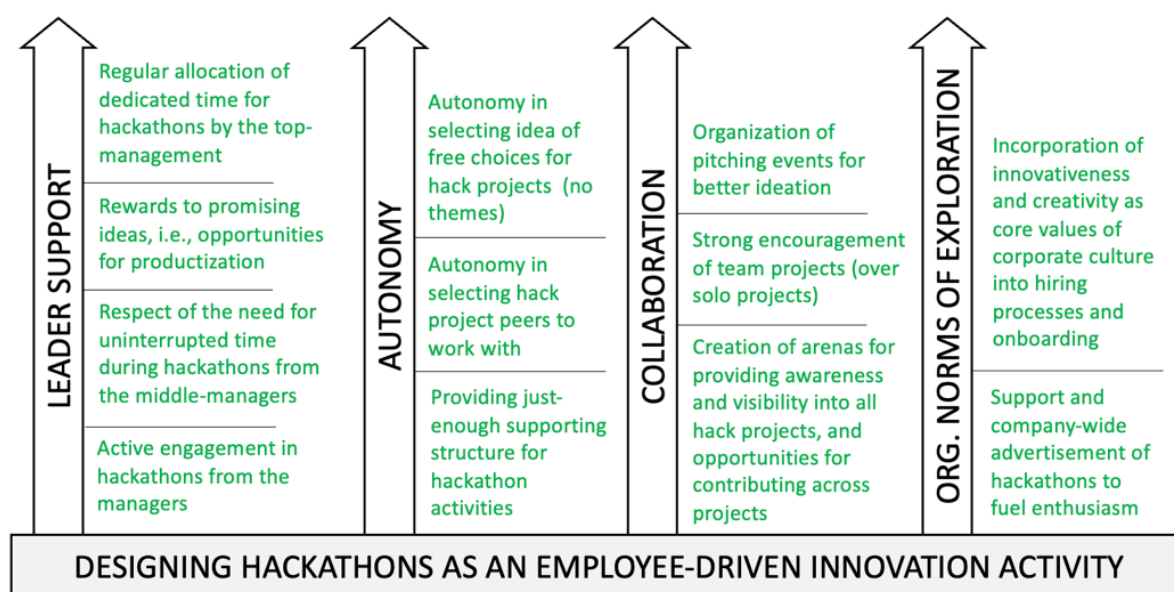 LEADER SUPPORT
Regular allocation of
dedicated time for
hackathons by the top-
management
Rewards to promising
ideas, i.e., opportunities
for productization
Respect of the need for
uninterrupted time
during hackathons from
the middle-managers
Active engagement in
hackathons from the
managers
AUTONOMY
Autonomy in
selecting idea of
free choices for
hack projects (no
themes)
Autonomy in
selecting hack
project peers to
work with
Providing just-
enough supporting
structure for
hackathon
activities
COLLABORATION
Organization of
pitching events for
better ideation
Strong encouragement
of team projects (over
solo projects)
Creation of arenas for
providing awareness
and visibility into all
hack projects, and
opportunities for
contributing across
projects
ORG. NORMS OF EXPLORATION
Incorporation of
innovativeness
and creativity as
core values of
corporate culture
into hiring
processes and
onboarding
Support and
company-wide
advertisement of
hackathons to
fuel enthusiasm
DESIGNING HACKATHONS AS AN EMPLOYEE-DRIVEN INNOVATION ACTIVITY